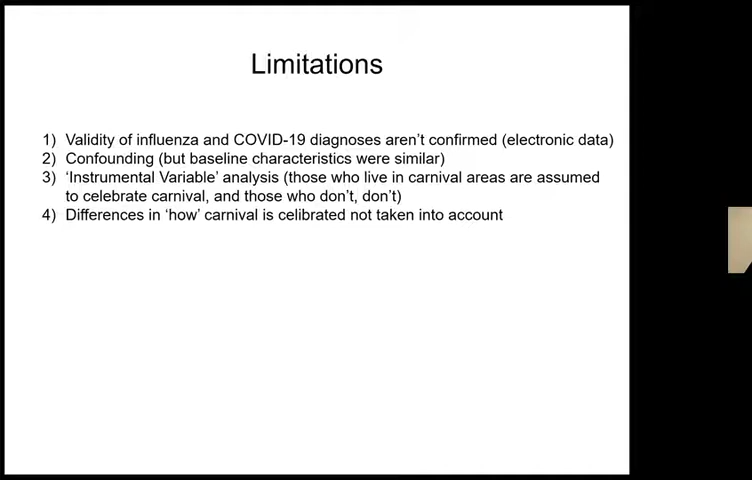 Limitations
1) Validity of influenza and COVID-19 diagnoses aren't confirmed (electronic data)
2) Confounding (but baseline characteristics were similar)
3) 'Instrumental Variable' analysis (those who live in carnival areas are assumed
to celebrate carnival, and those who don't, don't)
4) Differences in 'how' carnival is celibrated not taken into account